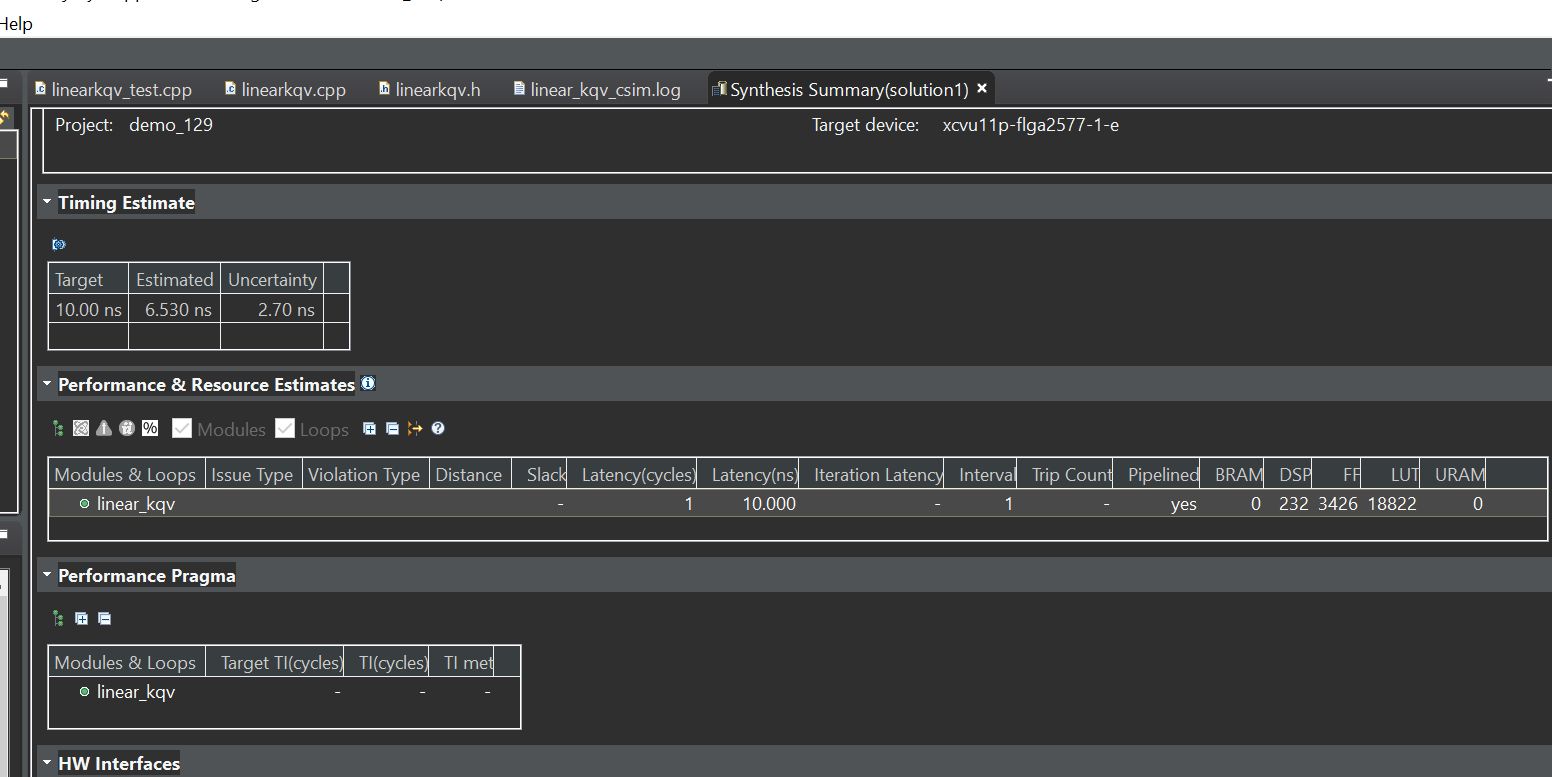 Help
linearkqv_test.cpp linearkqv.cpp linearkqv.h linear_kqv_csim.log Synthesis Summary(solution1)
Project: demo_129 Target device: xcvu11p-flga2577-1-e
Timing Estimate
Target Estimated Uncertainty
10.00 ns 6.530 ns 2.70 ns
Performance & Resource Estimates
% Modules Loops
Modules & Loops Issue Type Violation Type Distance Slack Latency(cycles) Latency(ns) Iteration Latency Interval Trip Count Pipelined BRAM DSP FF LUT URAM
linear_kqv - 1 10.000 - 1 - yes 0 232 3426 18822 0
Performance Pragma
Modules & Loops Target TI(cycles) TI(cycles) TI met
linear_kqv - - -
HW Interfaces